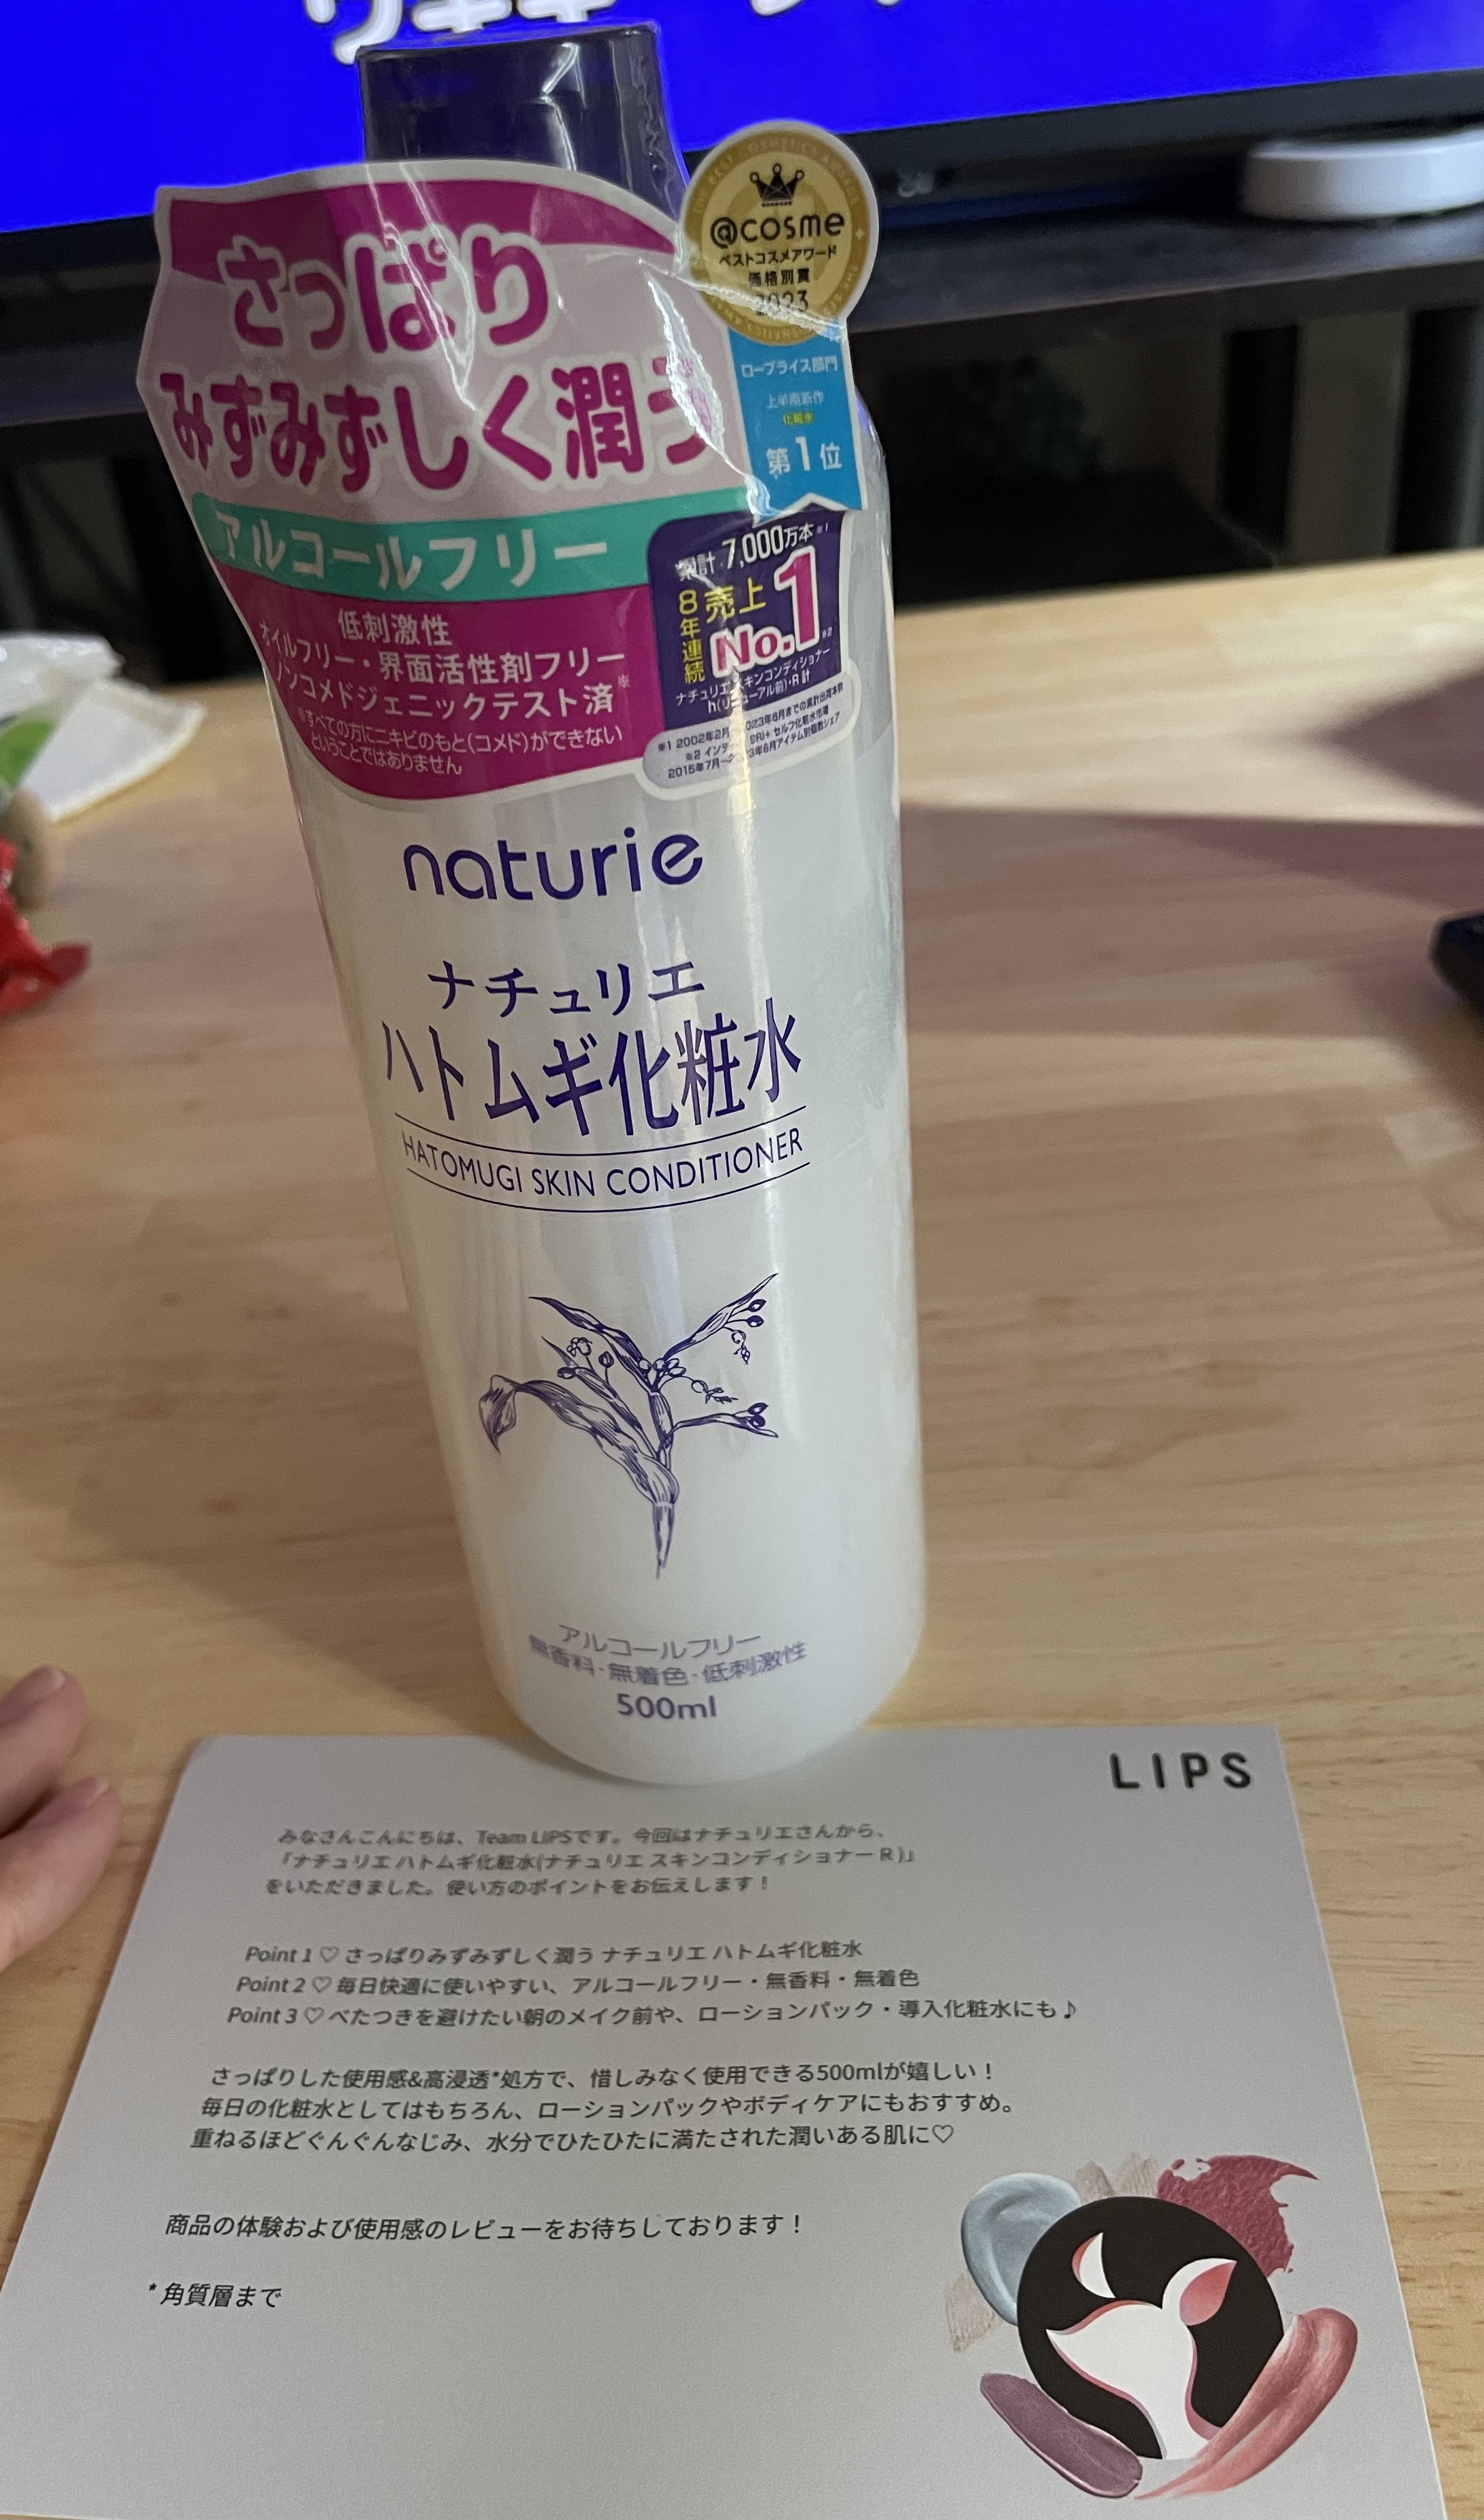 さっぱり
みずみずしく潤う
アルコールフリー
低刺激性
オイルフリー・界面活性剤フリー
ノンコメドジェニックテスト済※
※すべての方にニキビのもと(コメド)ができない
ということではありません
@cosme
ベストコスメアワード
価格別賞
2023
ロープライス部門
上半期新作
化粧水
第1位
累計 7,000万本※1
8年連続
売上
No.1※2
ナチュリエ スキンコンディショナー
naturie
ナチュリエ
ハトムギ化粧水
HATOMUGI SKIN CONDITIONER
アルコールフリー
無香料・無着色・低刺激性
500ml
LIPS
みなさんこんにちは、Team LIPSです。今回はナチュリエさんから、
「ナチュリエ ハトムギ化粧水(ナチュリエ スキンコンディショナー R )」
をいただきました。使い方のポイントをお伝えします！
Point 1 ♡ さっぱりみずみずしく潤う ナチュリエ ハトムギ化粧水
Point 2 ♡ 毎日快適に使いやすい、アルコールフリー・無香料・無着色
Point 3 ♡ べたつきを避けたい朝のメイク前や、ローションパック・導入化粧水にも♪
さっぱりした使用感&高浸透*処方で、惜しみなく使用できる500mlが嬉しい！
毎日の化粧水としてはもちろん、ローションパックやボディケアにもおすすめ。
重ねるほどぐんぐんなじみ、水分でひたひたに満たされた潤いある肌に♡
商品の体験および使用感のレビューをお待ちしております！
* 角質層まで